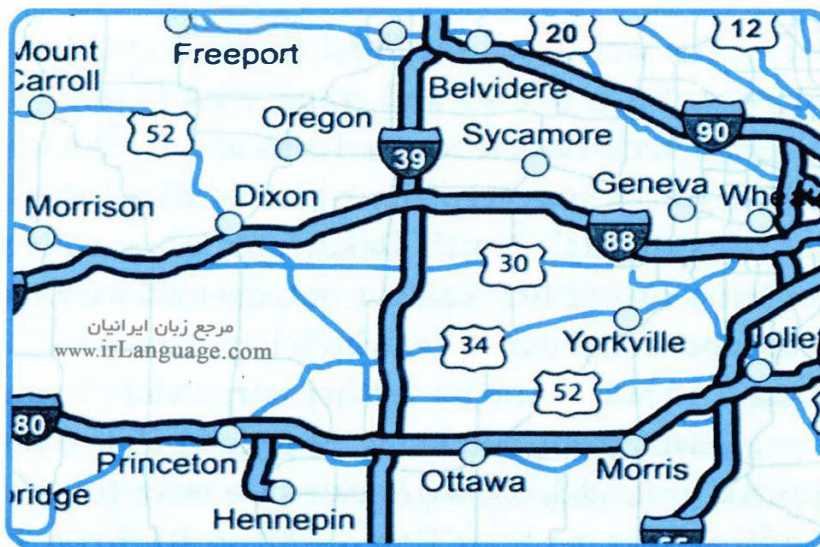 Freeport
20
12
Mount
Carroll
Belvidere
52
Oregon
39
Sycamore
90
Morrison
Dixon
Geneva
88
30
مرجع زبان ایرانیان
www.irLanguage.com
34
Yorkville
Joliet
52
80
Princeton
Ottawa
Morris
Hennepin